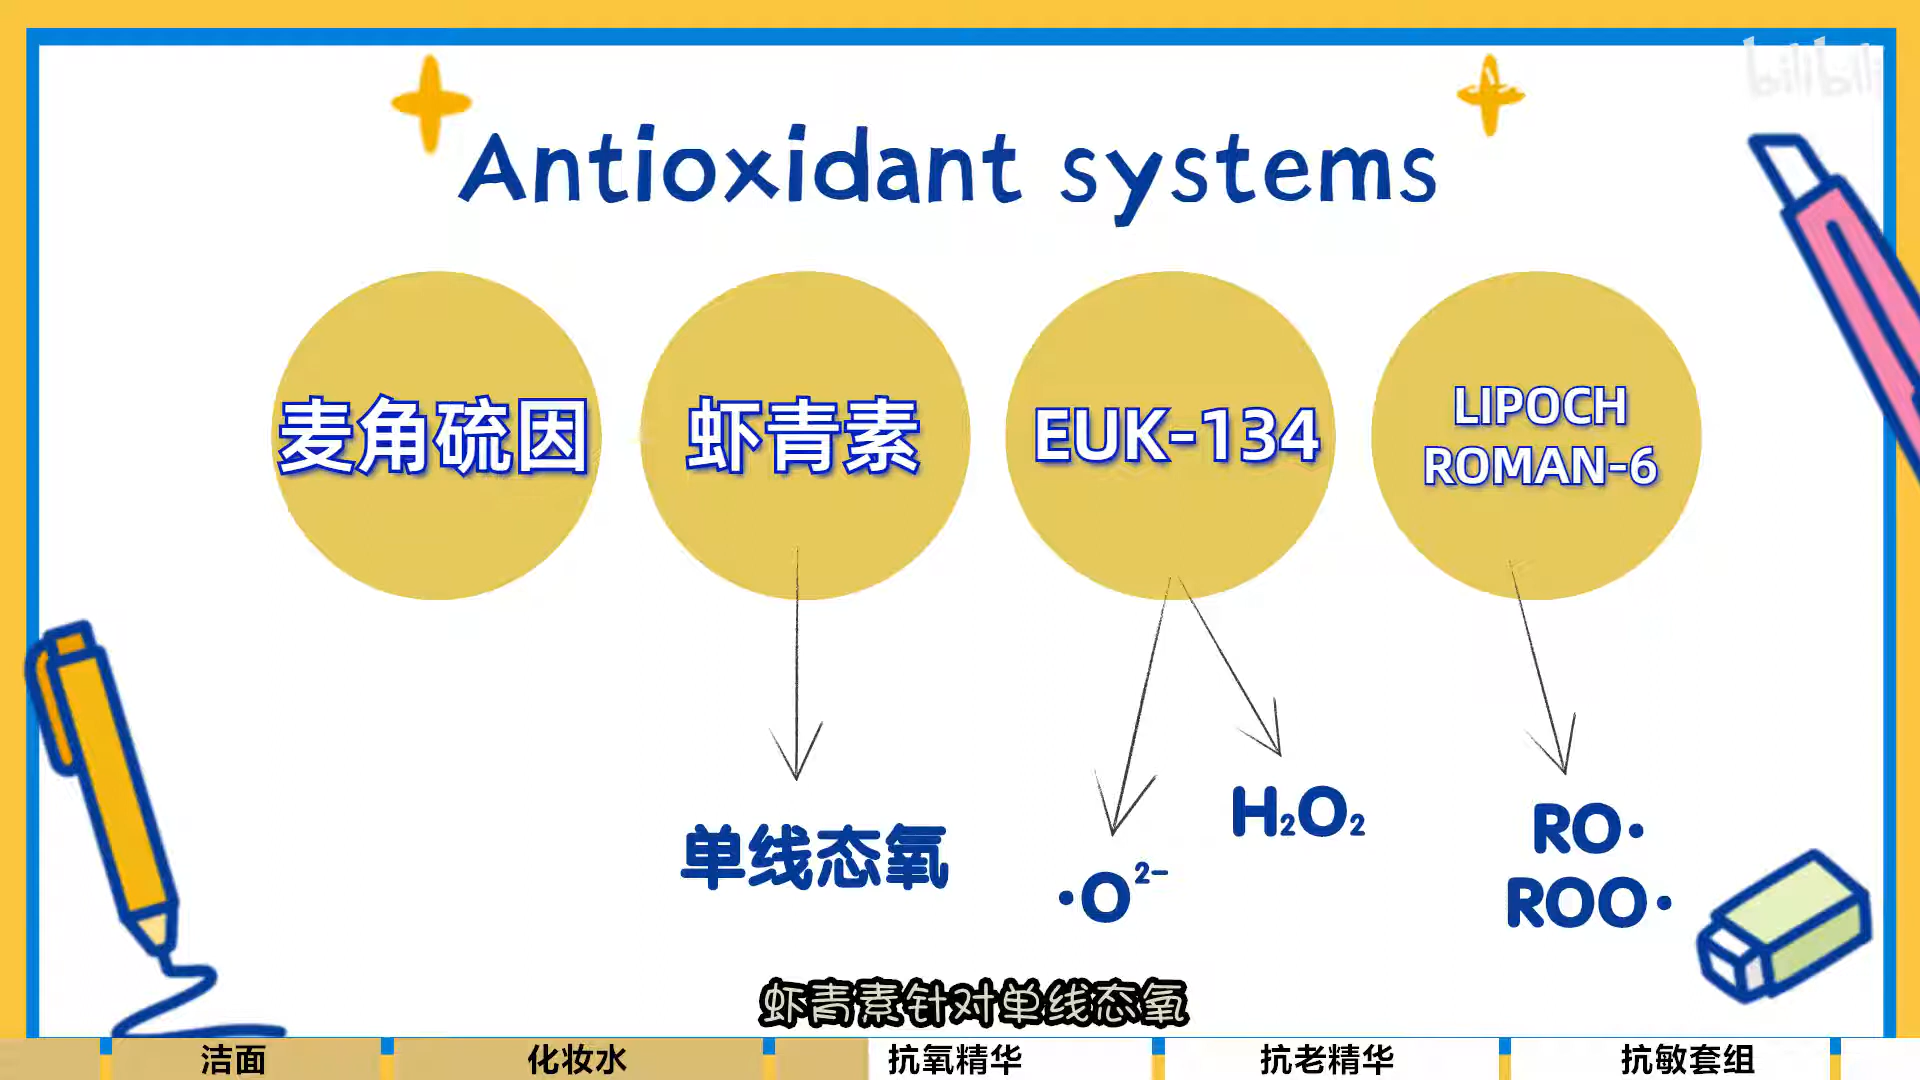 bilibili
Antioxidant systems
麦角硫因
虾青素
EUK-134
LIPOCH
ROMAN-6
单线态氧
·O²⁻
H₂O₂
RO·
ROO·
虾青素针对单线态氧
洁面
化妆水
抗氧精华
抗老精华
抗敏套组